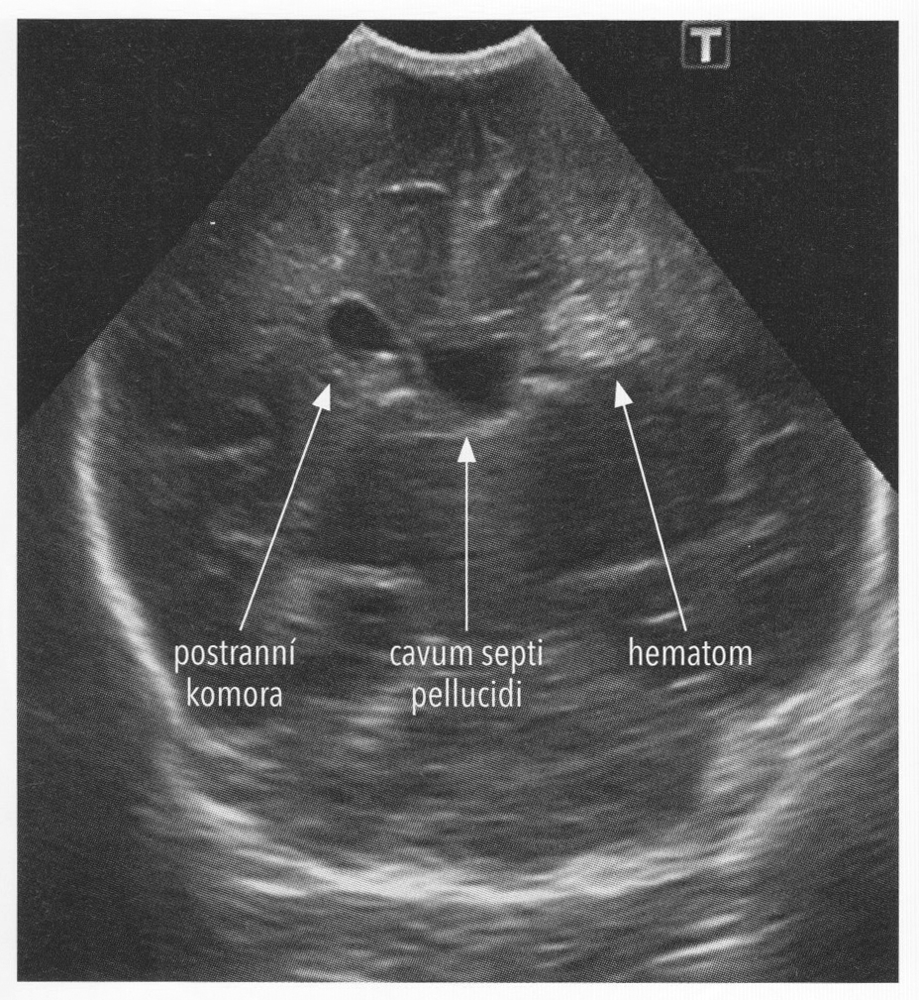 T
postranní
komora
cavum septi
pellucidi
hematom